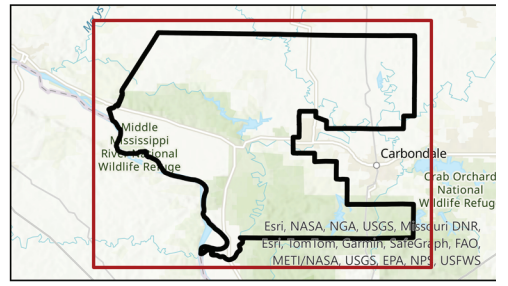 Marys
Middle
Mississippi
River National
Wildlife Refuge
Carbondale
Crab Orchard
National
Wildlife Refug
Esri, NASA, NGA, USGS, Missouri DNR,
Esri, TomTom, Garmin, SafeGraph, FAO,
METI/NASA, USGS, EPA, NPS, USFWS